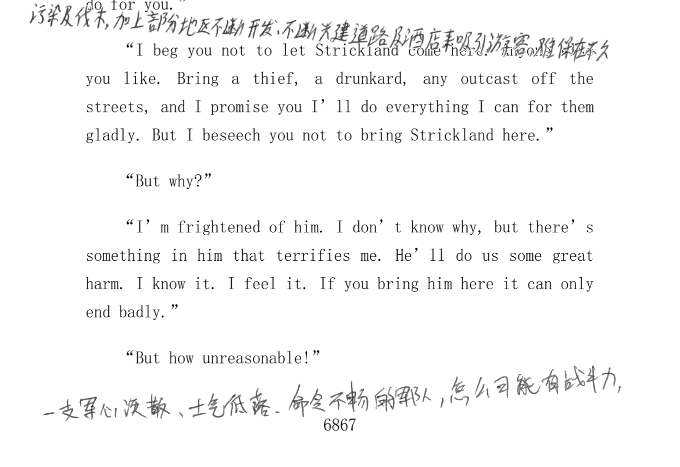 do for you.”
污染及伐木，加上部分地区不断开发、不断兴建道路及酒店来吸引游客，难保在不久
“I beg you not to let Strickland come here. Anyone
you like. Bring a thief, a drunkard, any outcast off the
streets, and I promise you I’ll do everything I can for them
gladly. But I beseech you not to bring Strickland here.”
“But why?”
“I’m frightened of him. I don’t know why, but there’s
something in him that terrifies me. He’ll do us some great
harm. I know it. I feel it. If you bring him here it can only
end badly.”
“But how unreasonable!”
一支军心涣散、士气低落、命令不畅的军队，怎么可能有战斗力，
6867